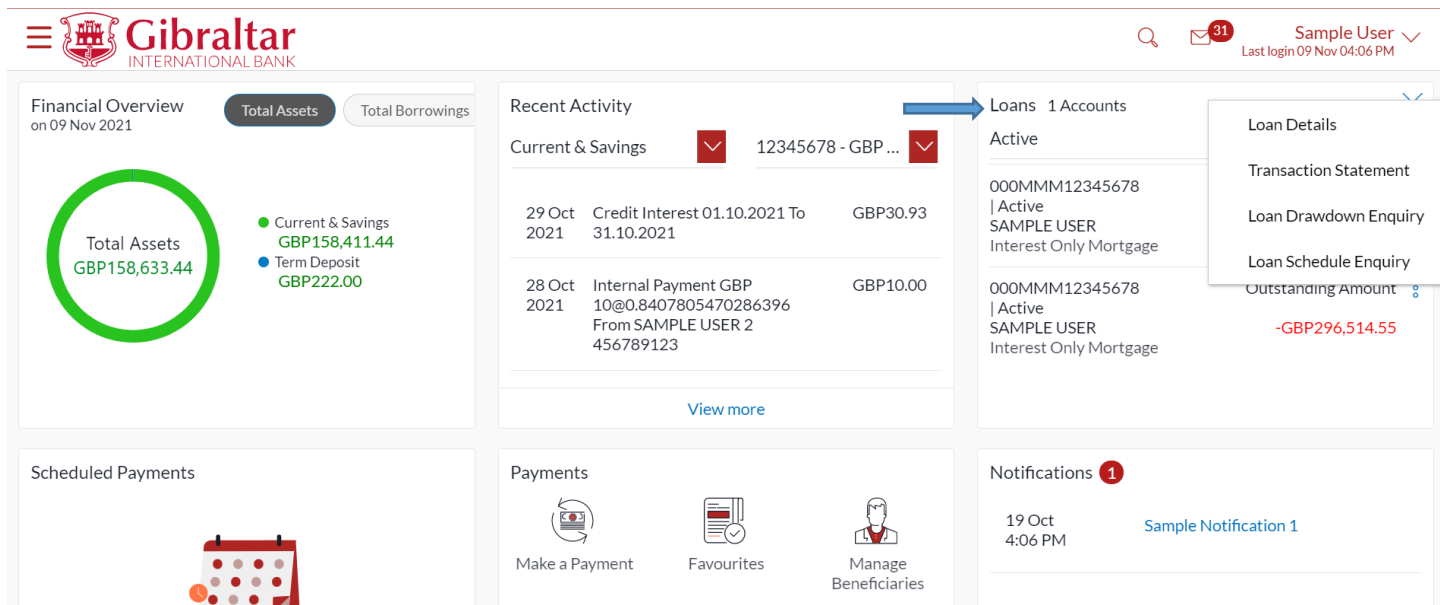 Gibraltar
INTERNATIONAL BANK
31
Sample User
Last login 09 Nov 04:06 PM
Financial Overview
on 09 Nov 2021
Total Assets
Total Borrowings
Total Assets
GBP158,633.44
Current & Savings
GBP158,411.44
Term Deposit
GBP222.00
Recent Activity
Current & Savings
12345678 - GBP ...
29 Oct 2021
Credit Interest 01.10.2021 To
31.10.2021
GBP30.93
28 Oct 2021
Internal Payment GBP
10@0.8407805470286396
From SAMPLE USER 2
456789123
GBP10.00
View more
Loans 1 Accounts
Active
000MMM12345678
| Active
SAMPLE USER
Interest Only Mortgage
Loan Details
Transaction Statement
Loan Drawdown Enquiry
Loan Schedule Enquiry
000MMM12345678
| Active
SAMPLE USER
Interest Only Mortgage
Outstanding Amount
-GBP296,514.55
Scheduled Payments
Payments
Make a Payment
Favourites
Manage
Beneficiaries
Notifications 1
19 Oct
4:06 PM
Sample Notification 1